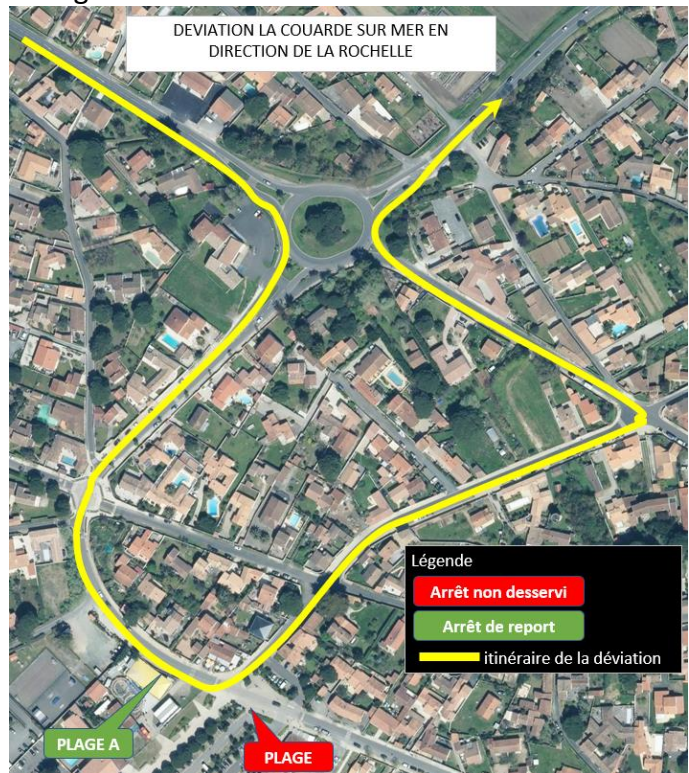 DEVIATION LA COUARDE SUR MER EN
DIRECTION DE LA ROCHELLE
Légende
Arrêt non desservi
Arrêt de report
itinéraire de la déviation
PLAGE A
PLAGE